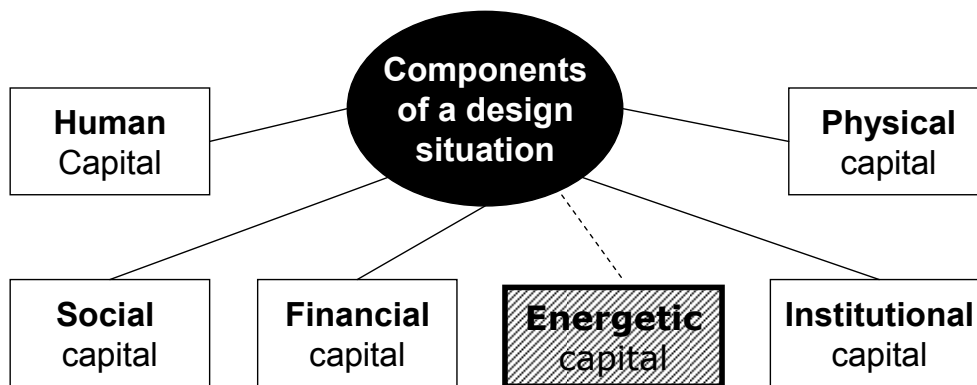 Components
of a design
situation
Human
Capital
Physical
capital
Social
capital
Financial
capital
Energetic
capital
Institutional
capital